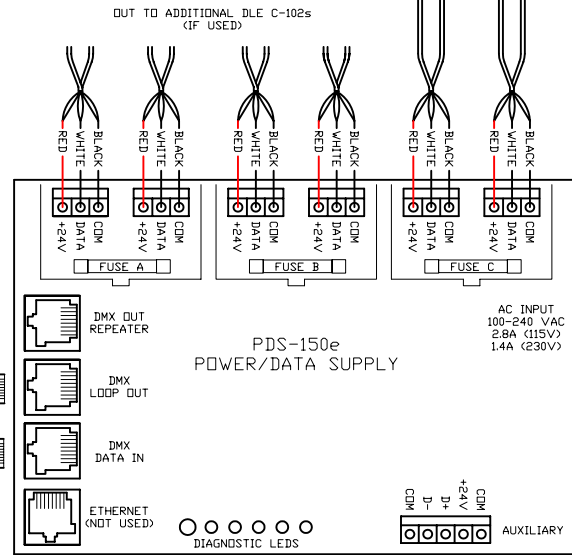 OUT TO ADDITIONAL DLE C-102s
(IF USED)
RED WHITE BLACK RED WHITE BLACK RED WHITE BLACK RED WHITE BLACK RED WHITE BLACK RED WHITE BLACK
+24V DATA COM +24V DATA COM +24V DATA COM +24V DATA COM +24V DATA COM +24V DATA COM
FUSE A FUSE B FUSE C
DMX OUT
REPEATER
AC INPUT
100-240 VAC
2.8A (115V)
1.4A (230V)
PDS-150e
POWER/DATA SUPPLY
DMX
LOOP OUT
DMX
DATA IN
ETHERNET
(NOT USED)
DIAGNOSTIC LEDS
COM D- D+ +24V COM
AUXILIARY